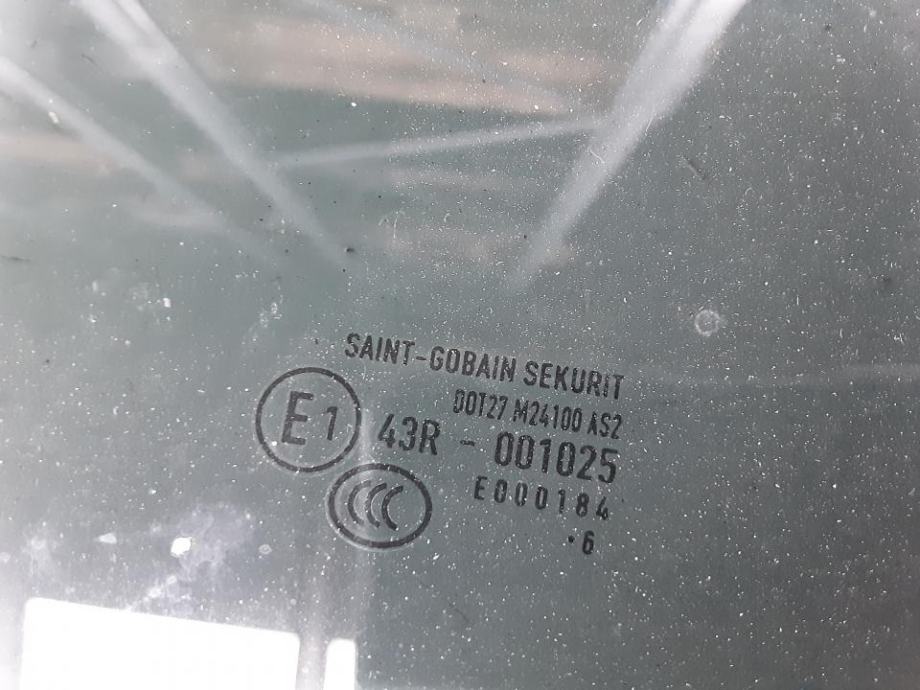 SAINT-GOBAIN SEKURIT
DOT27 M24100 AS2
E1 43R - 001025
CCC E000184
·6